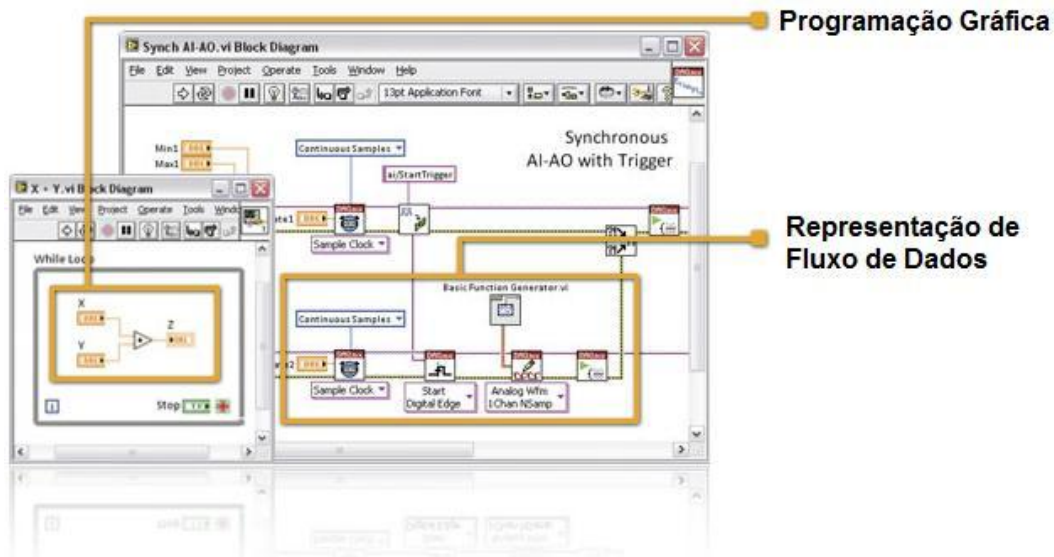 Programação Gráfica
Synch AI-AO.vi Block Diagram
File Edit View Project Operate Tools Window Help
13pt Application Font
Synchronous
AI-AO with Trigger
Min1
Max1
Continuous Samples
ai/StartTrigger
Sample Clock
X + Y.vi Block Diagram
File Edit View Project Operate Tools
While Loop
X
Y
Z
Stop
Representação de
Fluxo de Dados
Basic Function Generator.vi
Continuous Samples
Sample Clock
Start
Digital Edge
Analog Wfm
1Chan NSamp